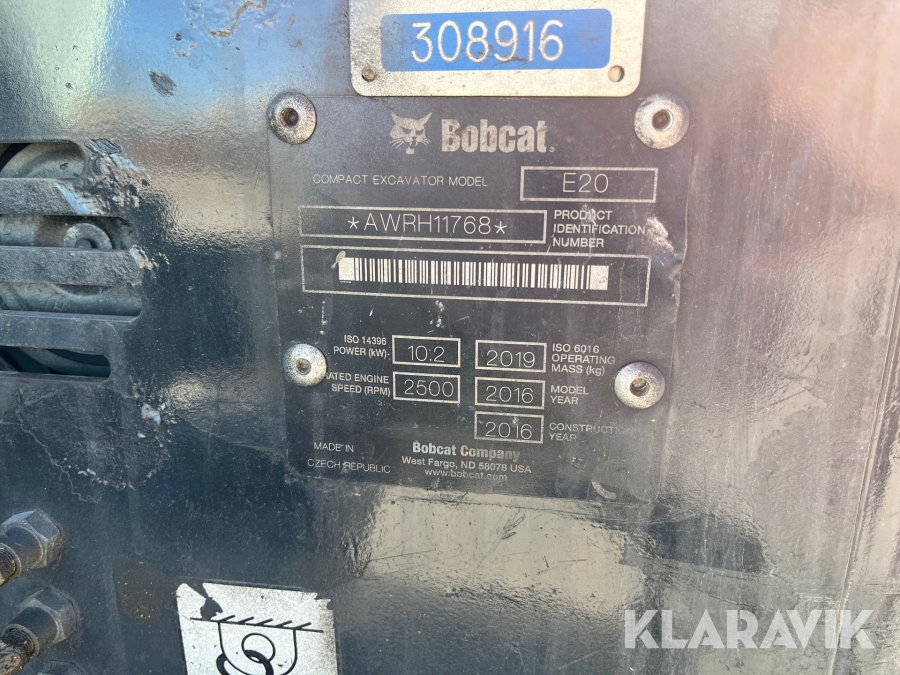 308916
Bobcat
COMPACT EXCAVATOR MODEL E20
*AWRH11768* PRODUCT
IDENTIFICATION
NUMBER
ISO 14396
POWER (kW) 10.2
2019 ISO 6016
OPERATING
MASS (kg)
RATED ENGINE
SPEED (RPM) 2500
2016 MODEL
YEAR
2016 CONSTRUCTION
YEAR
MADE IN
CZECH REPUBLIC
Bobcat Company
West Fargo, ND 58078 USA
www.bobcat.com
KLARAVIK